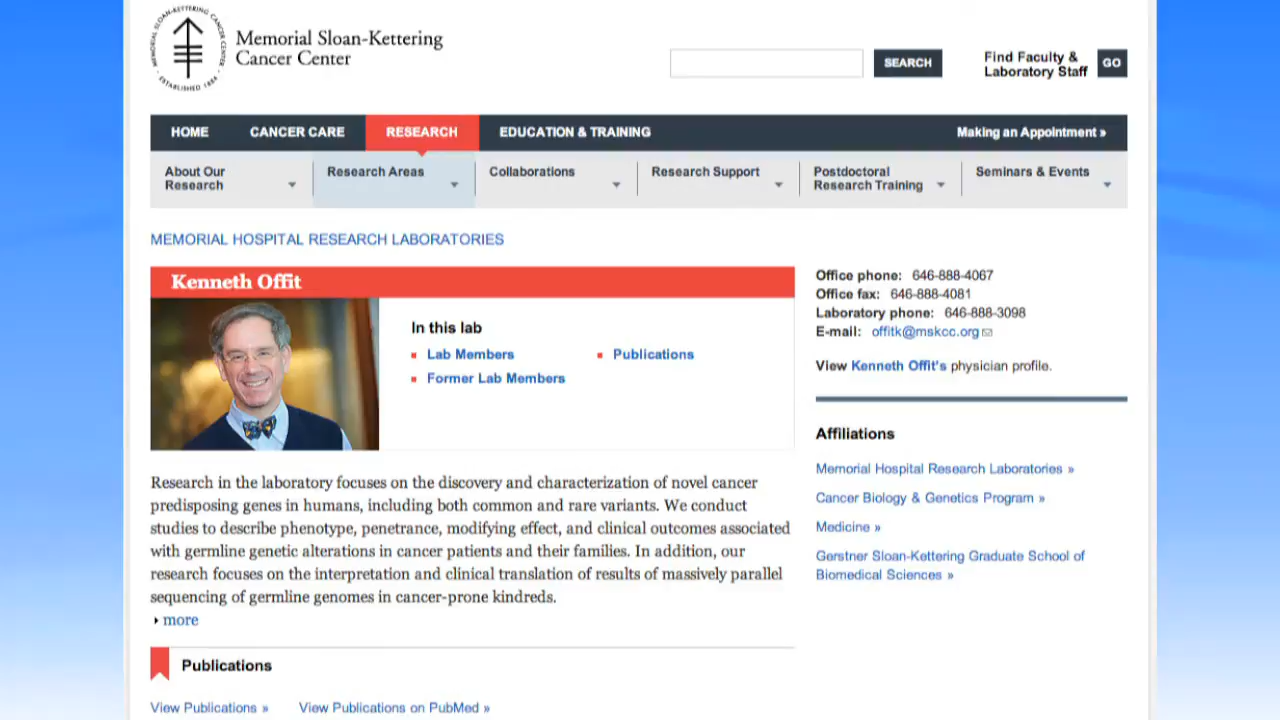 MEMORIAL SLOAN-KETTERING CANCER CENTER
ESTABLISHED 1884
Memorial Sloan-Kettering
Cancer Center
SEARCH
Find Faculty &
Laboratory Staff
GO
HOME
CANCER CARE
RESEARCH
EDUCATION & TRAINING
Making an Appointment »
About Our
Research
Research Areas
Collaborations
Research Support
Postdoctoral
Research Training
Seminars & Events
MEMORIAL HOSPITAL RESEARCH LABORATORIES
Kenneth Offit
In this lab
Lab Members
Publications
Former Lab Members
Office phone: 646-888-4067
Office fax: 646-888-4081
Laboratory phone: 646-888-3098
E-mail: offitk@mskcc.org
View Kenneth Offit's physician profile.
Affiliations
Memorial Hospital Research Laboratories »
Cancer Biology & Genetics Program »
Medicine »
Gerstner Sloan-Kettering Graduate School of
Biomedical Sciences »
Research in the laboratory focuses on the discovery and characterization of novel cancer
predisposing genes in humans, including both common and rare variants. We conduct
studies to describe phenotype, penetrance, modifying effect, and clinical outcomes associated
with germline genetic alterations in cancer patients and their families. In addition, our
research focuses on the interpretation and clinical translation of results of massively parallel
sequencing of germline genomes in cancer-prone kindreds.
more
Publications
View Publications »
View Publications on PubMed »